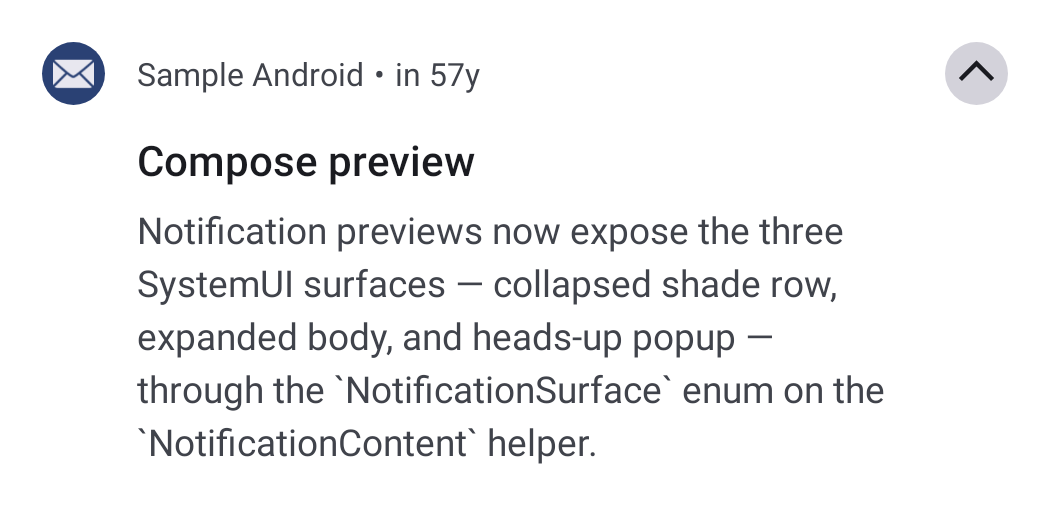 Sample Android • in 57y
Compose preview
Notification previews now expose the three
SystemUI surfaces — collapsed shade row,
expanded body, and heads-up popup —
through the `NotificationSurface` enum on the
`NotificationContent` helper.